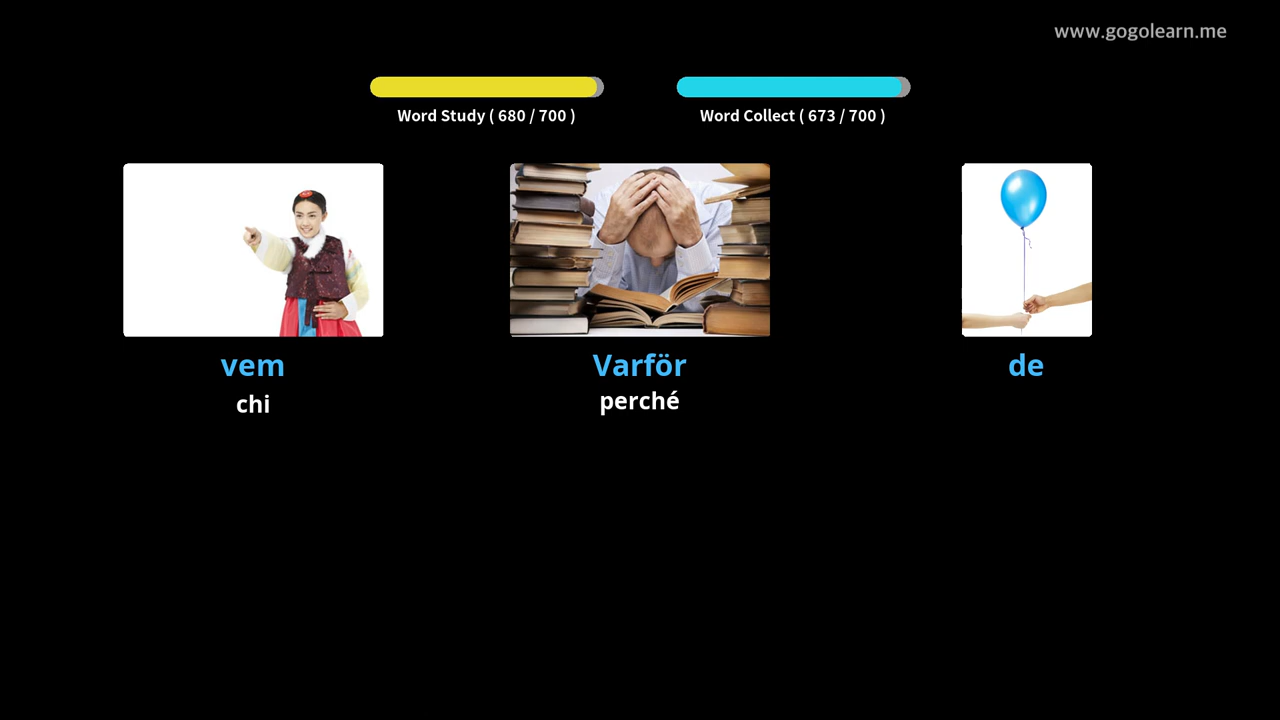 www.gogolearn.me
Word Study ( 680 / 700 )
Word Collect ( 673 / 700 )
vem
chi
Varför
perché
de